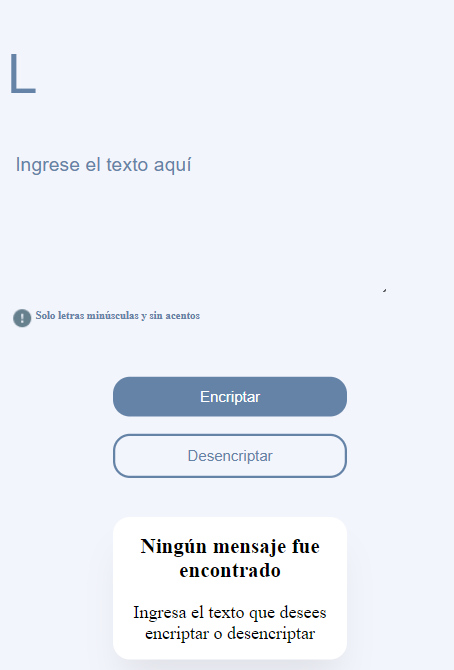 L
Ingrese el texto aquí
! Solo letras minúsculas y sin acentos
Encriptar
Desencriptar
Ningún mensaje fue
encontrado
Ingresa el texto que desees
encriptar o desencriptar